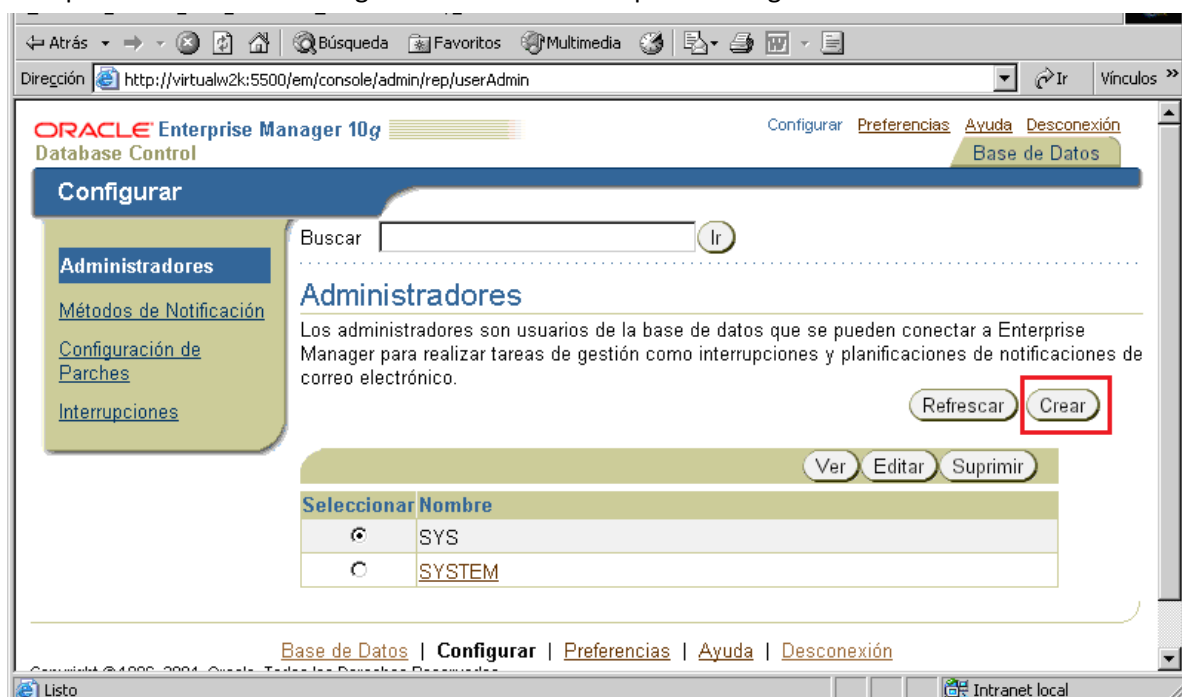 Atrás Búsqueda Favoritos Multimedia
Dirección http://virtualw2k:5500/em/console/admin/rep/userAdmin Ir Vínculos »
ORACLE Enterprise Manager 10g
Database Control
Configurar Preferencias Ayuda Desconexión
Base de Datos
Configurar
Administradores
Métodos de Notificación
Configuración de
Parches
Interrupciones
Buscar Ir
Administradores
Los administradores son usuarios de la base de datos que se pueden conectar a Enterprise
Manager para realizar tareas de gestión como interrupciones y planificaciones de notificaciones de
correo electrónico.
Refrescar Crear
Ver Editar Suprimir
Seleccionar Nombre
SYS
SYSTEM
Base de Datos | Configurar | Preferencias | Ayuda | Desconexión
Listo Intranet local